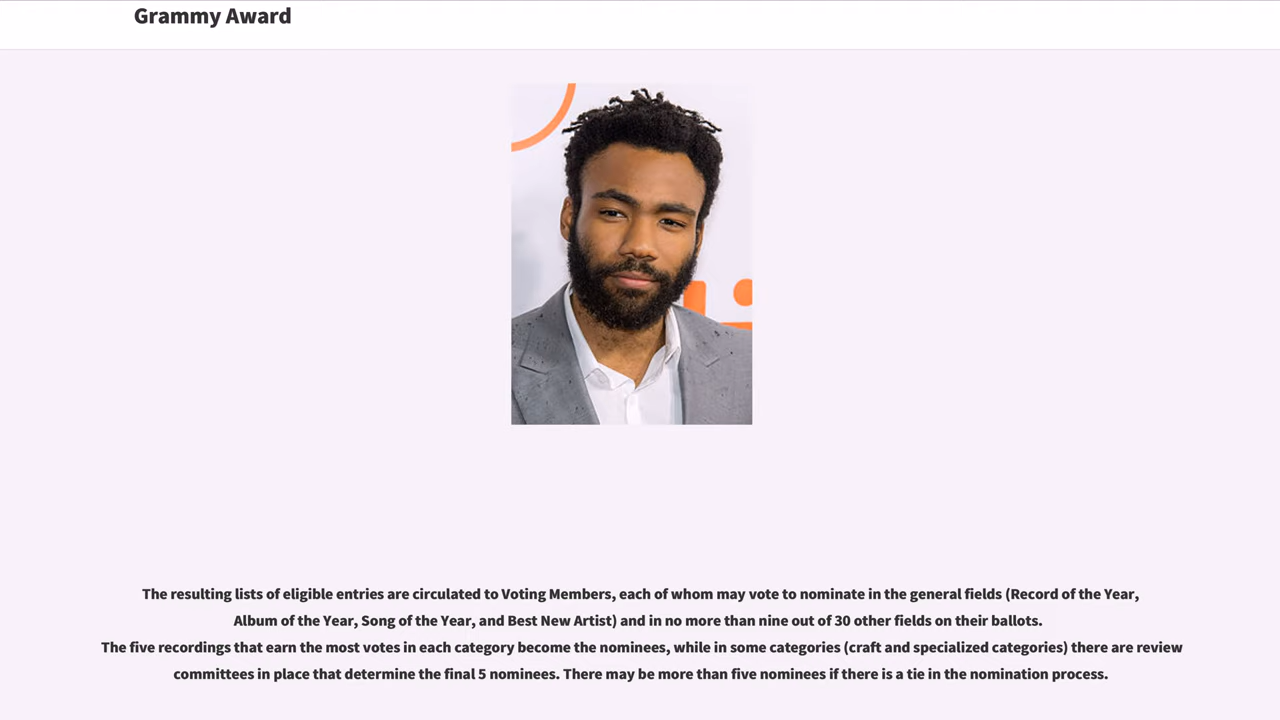 Grammy Award
The resulting lists of eligible entries are circulated to Voting Members, each of whom may vote to nominate in the general fields (Record of the Year,
Album of the Year, Song of the Year, and Best New Artist) and in no more than nine out of 30 other fields on their ballots.
The five recordings that earn the most votes in each category become the nominees, while in some categories (craft and specialized categories) there are review
committees in place that determine the final 5 nominees. There may be more than five nominees if there is a tie in the nomination process.